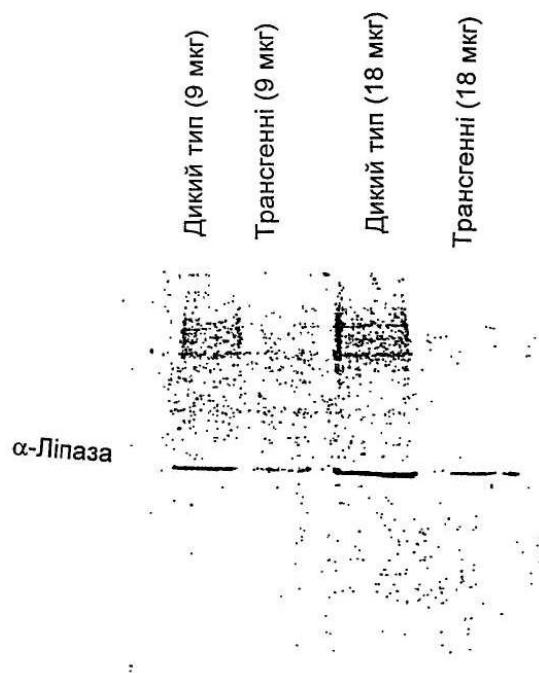 Дикий тип (9 мкг)
Трансгенні (9 мкг)
Дикий тип (18 мкг)
Трансгенні (18 мкг)
α-Ліпаза